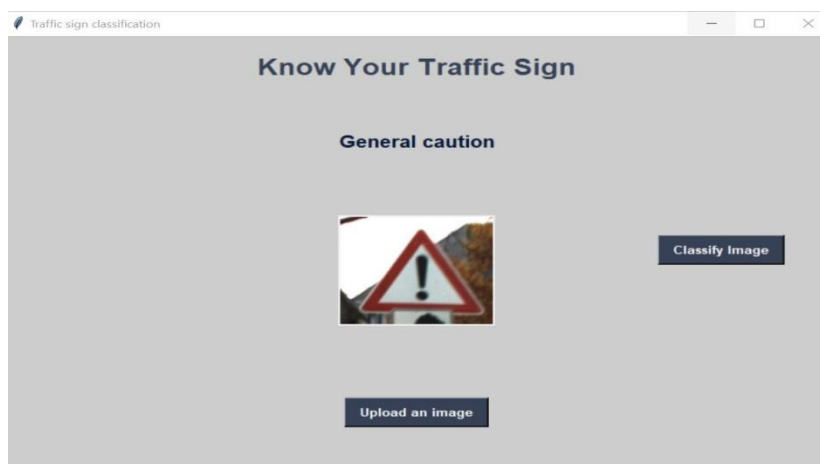 Traffic sign classification
Know Your Traffic Sign
General caution
Classify Image
Upload an image